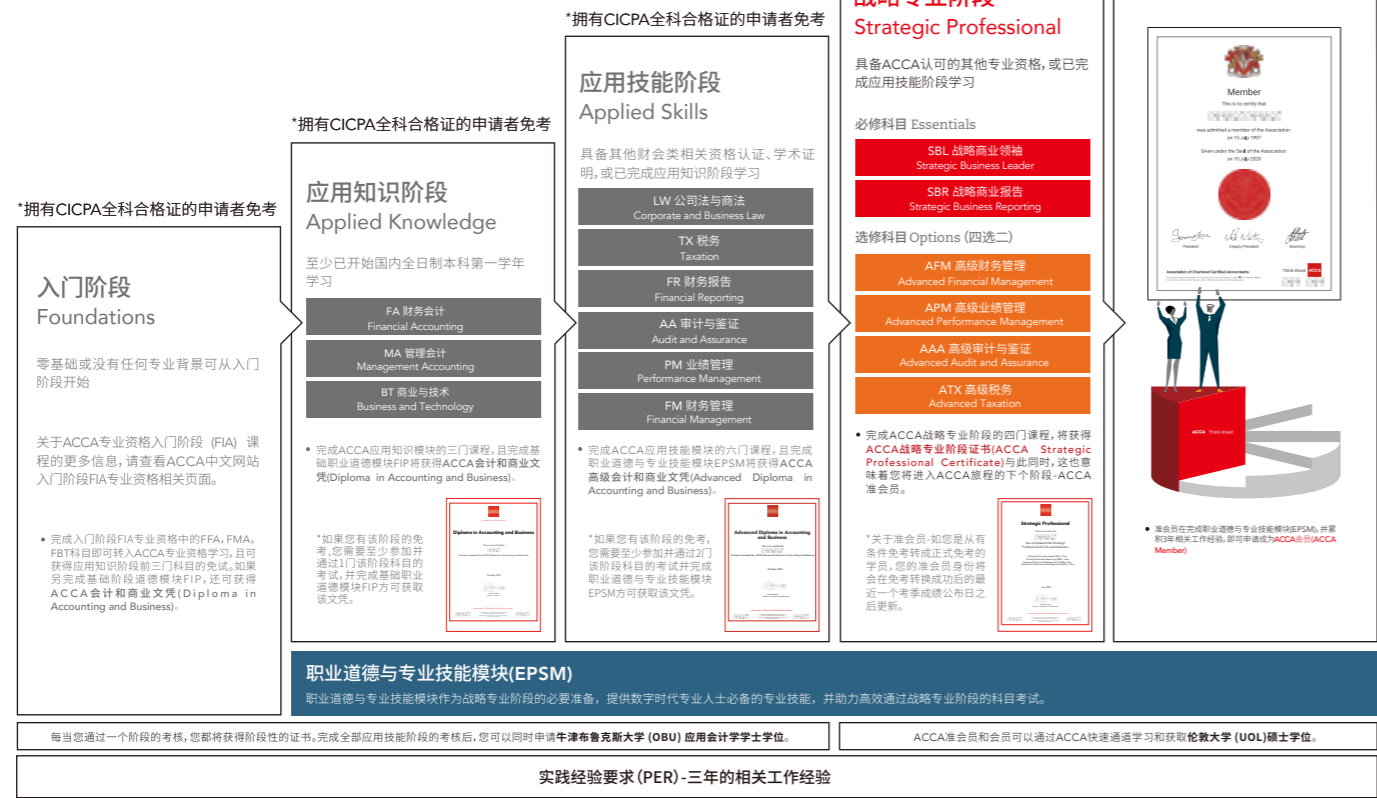 *拥有CICPA全科合格证的申请者免考
入门阶段
Foundations
零基础或没有任何专业背景可从入门
阶段开始
关于ACCA专业资格入门阶段 (FIA) 课
程的更多信息,请查看ACCA中文网站
入门阶段FIA专业资格相关页面。
• 完成入门阶段FIA专业资格中的FFA, FMA,
FBT科目即可转入ACCA专业资格学习,且可
获得应用知识阶段前三门科目的免试。如果
另完成基础阶段道德模块FIP,还可获得
ACCA会计和商业文凭(Diploma in
Accounting and Business)。
*拥有CICPA全科合格证的申请者免考
应用知识阶段
Applied Knowledge
至少已开始国内全日制本科第一学年
学习
FA 财务会计
Financial Accounting
MA 管理会计
Management Accounting
BT 商业与技术
Business and Technology
• 完成ACCA应用知识模块的三门课程,且完成基
础职业道德模块FIP将获得ACCA会计和商业文
凭(Diploma in Accounting and Business)。
*如果您有该阶段的免
考,您需要至少参加并
通过1门该阶段科目的
考试,并完成基础职业
道德模块FIP方可获取
该文凭。
Diploma in Accounting and Business
*拥有CICPA全科合格证的申请者免考
应用技能阶段
Applied Skills
具备其他财会类相关资格认证、学术证
明,或已完成应用知识阶段学习
LW 公司法与商法
Corporate and Business Law
TX 税务
Taxation
FR 财务报告
Financial Reporting
AA 审计与鉴证
Audit and Assurance
PM 业绩管理
Performance Management
FM 财务管理
Financial Management
• 完成ACCA应用技能模块的六门课程,且完成
职业道德与专业技能模块EPSM将获得ACCA
高级会计和商业文凭(Advanced Diploma in
Accounting and Business)。
*如果您有该阶段的免考,
您需要至少参加并通过2门
该阶段科目的考试并完成
职业道德与专业技能模块
EPSM方可获取该文凭。
Advanced Diploma in Accounting
and Business
战略专业阶段
Strategic Professional
具备ACCA认可的其他专业资格,或已完
成应用技能阶段学习
必修科目 Essentials
SBL 战略商业领袖
Strategic Business Leader
SBR 战略商业报告
Strategic Business Reporting
选修科目 Options (四选二)
AFM 高级财务管理
Advanced Financial Management
APM 高级业绩管理
Advanced Performance Management
AAA 高级审计与鉴证
Advanced Audit and Assurance
ATX 高级税务
Advanced Taxation
• 完成ACCA战略专业阶段的四门课程,将获得
ACCA战略专业阶段证书(ACCA Strategic
Professional Certificate)与此同时,这也意
味着您将进入ACCA旅程的下个阶段-ACCA
准会员。
*关于准会员-如您是从有
条件免考转成正式免考的
学员,您的准会员身份将
会在免考转换成功后的最
近一个考季成绩公布日之
后更新。
Strategic Professional
Member
This is to certify that
was admitted a member of the Association
on 15 July 1997
Given under the Seal of the Association
on 10 July 2020
President
Deputy President
Secretary
Association of Chartered Certified Accountants
Think Ahead ACCA
ACCA Think Ahead
• 准会员在完成职业道德与专业技能模块(EPSM), 并累
积3年相关工作经验,即可申请成为ACCA会员(ACCA
Member)
职业道德与专业技能模块(EPSM)
职业道德与专业技能模块作为战略专业阶段的必要准备，提供数字时代专业人士必备的专业技能，并助力高效通过战略专业阶段的科目考试。
每当您通过一个阶段的考核,您都将获得阶段性的证书。完成全部应用技能阶段的考核后,您可以同时申请牛津布鲁克斯大学 (OBU) 应用会计学学士学位。
ACCA准会员和会员可以通过ACCA快速通道学习和获取伦敦大学 (UOL)硕士学位。
实践经验要求(PER)-三年的相关工作经验